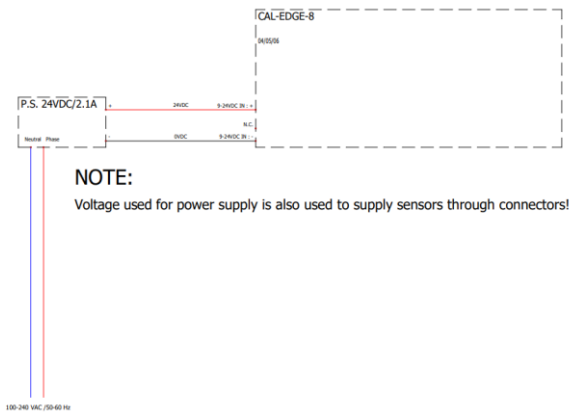 CAL-EDGE-8
04/05/06
P.S. 24VDC/2.1A
+ 24VDC 9-24VDC IN : +
N.C.
Neutral Phase
- 0VDC 9-24VDC IN : -
NOTE:
Voltage used for power supply is also used to supply sensors through connectors!
100-240 VAC /50-60 Hz